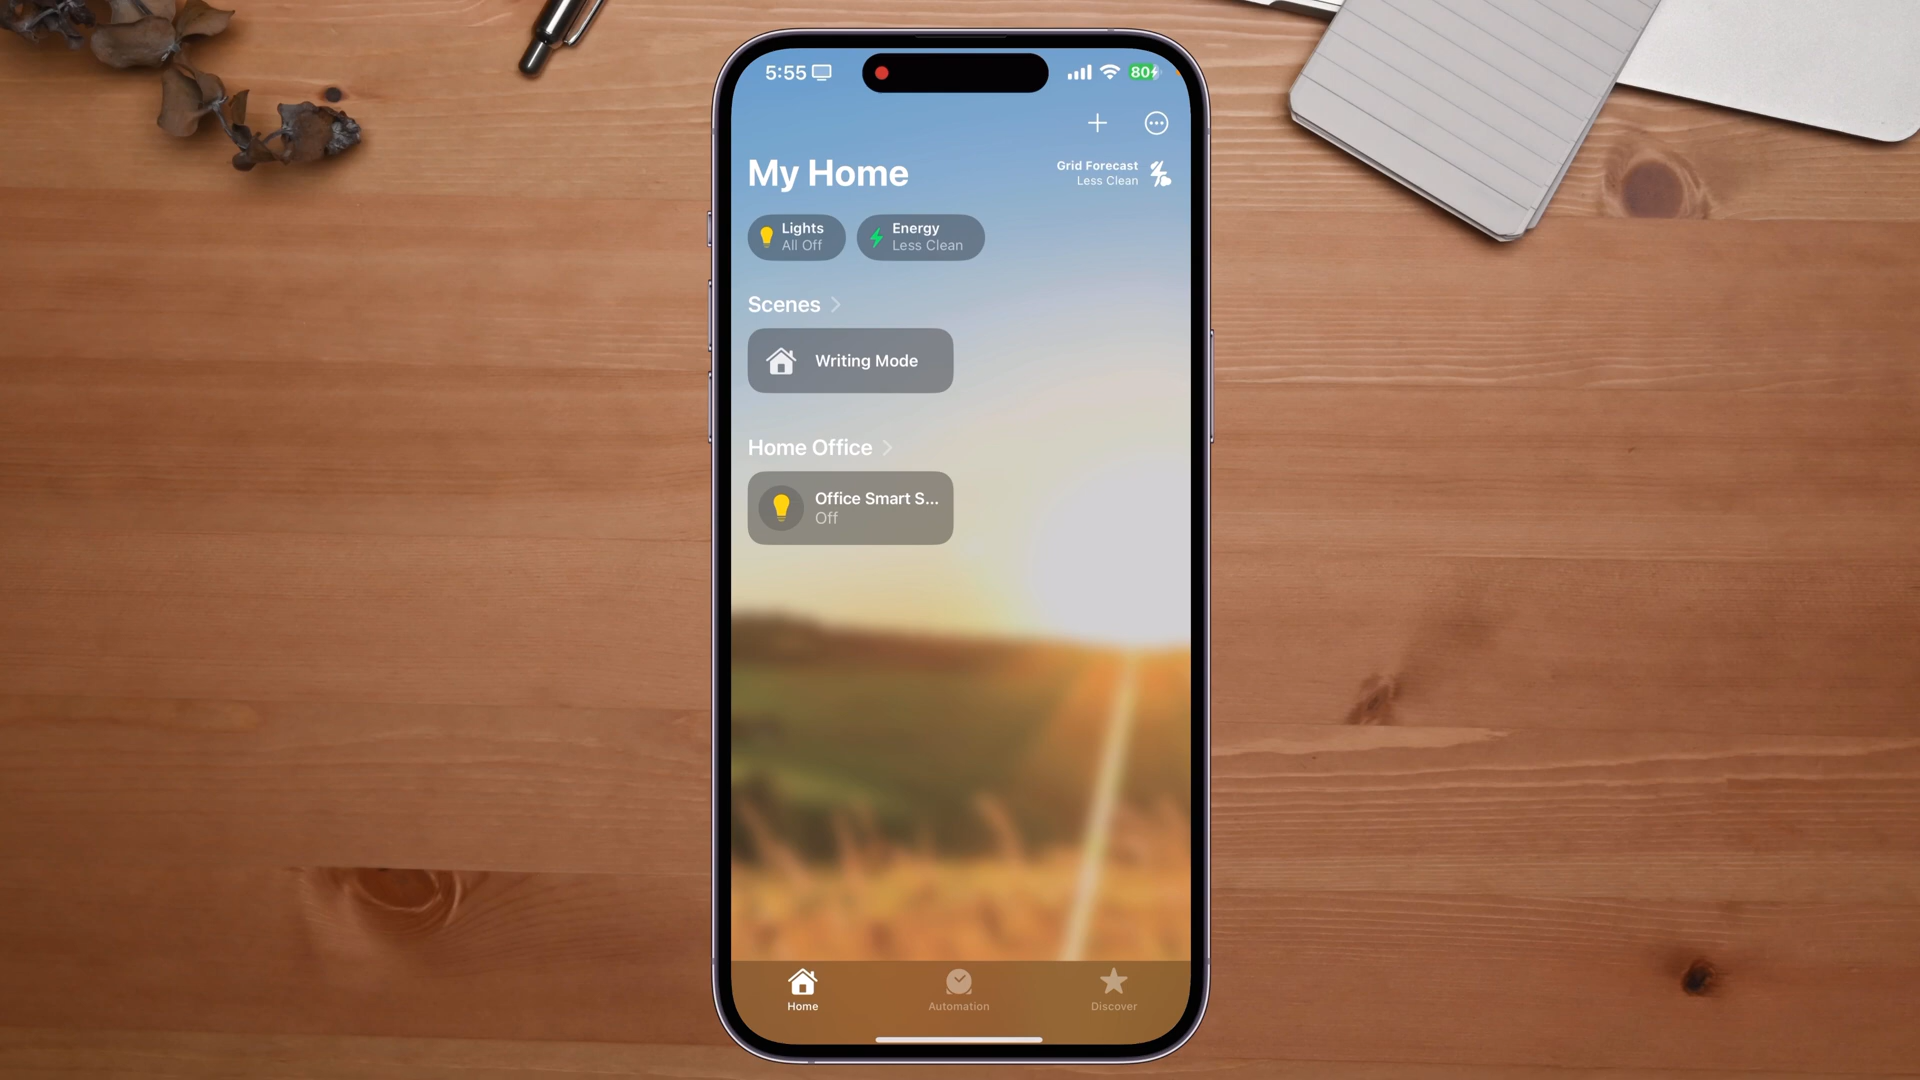 5:55
80
My Home
Grid Forecast
Less Clean
Lights
All Off
Energy
Less Clean
Scenes
Writing Mode
Home Office
Office Smart S...
Off
Home
Automation
Discover